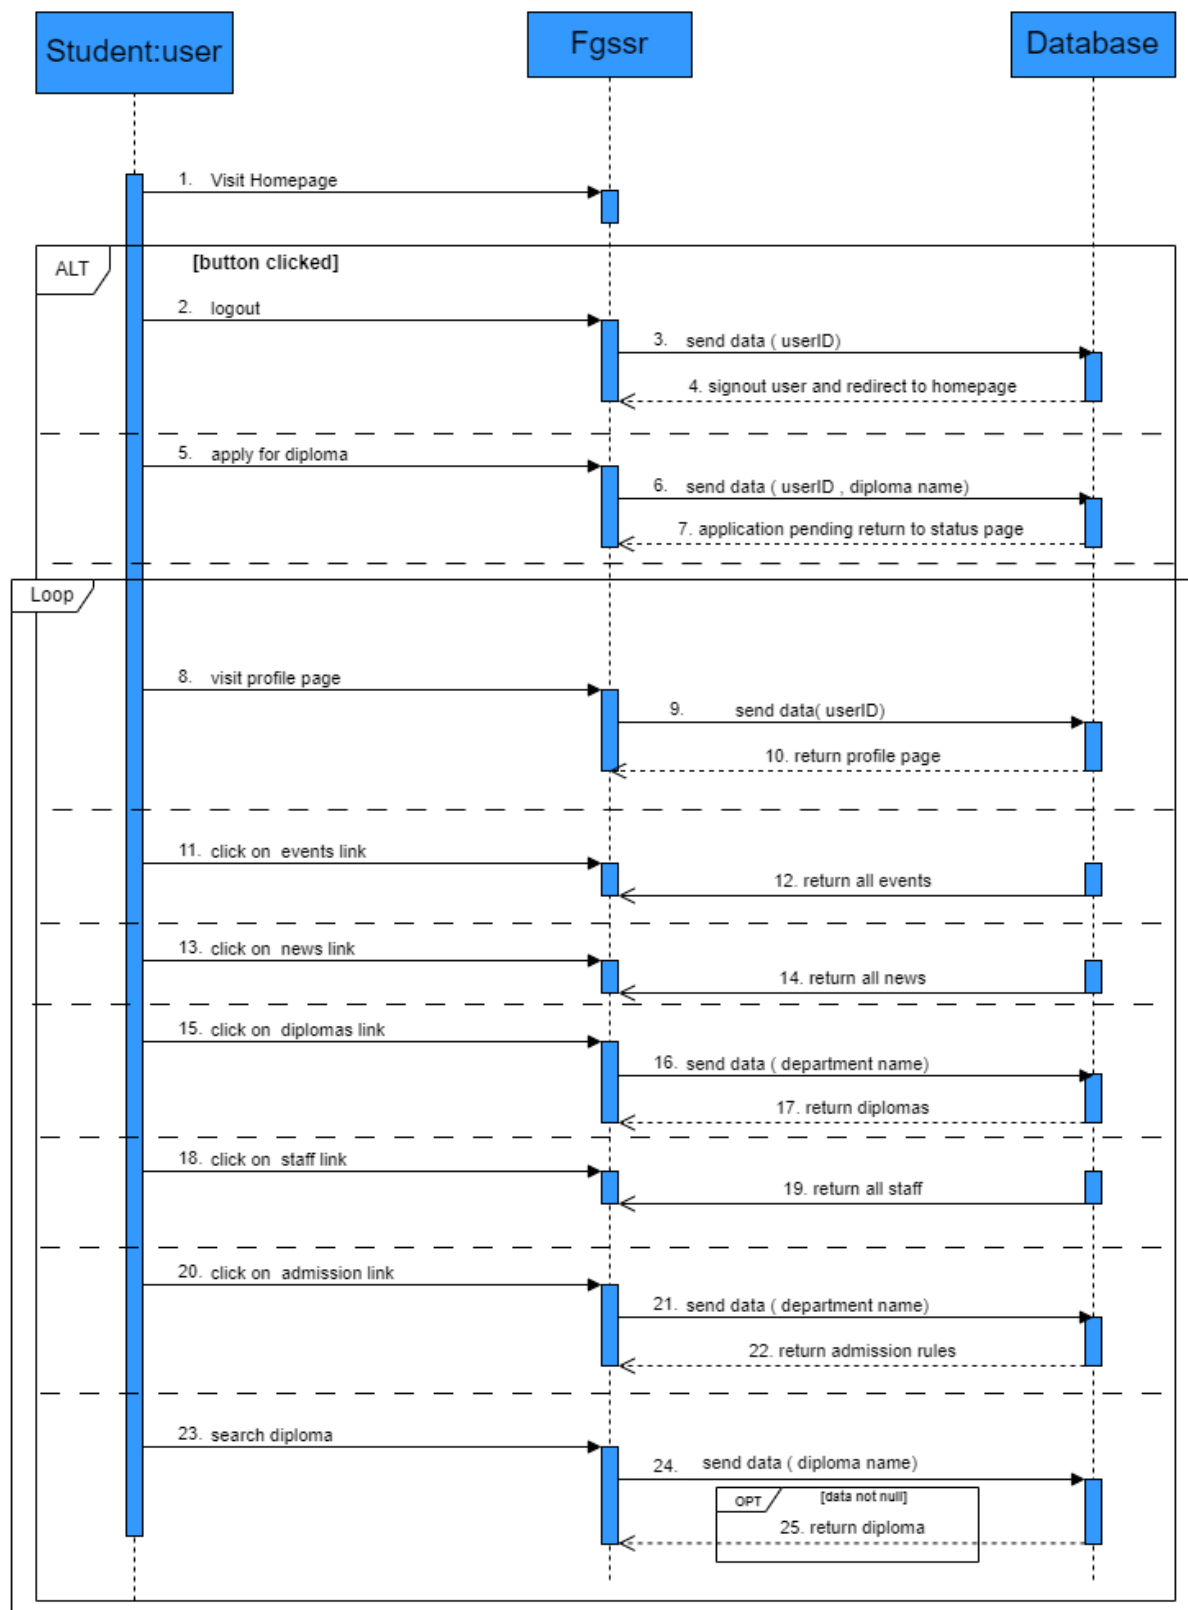 Student:user
Fgssr
Database
1. Visit Homepage
ALT
[button clicked]
2. logout
3. send data ( userID)
4. signout user and redirect to homepage
5. apply for diploma
6. send data ( userID , diploma name)
7. application pending return to status page
Loop
8. visit profile page
9. send data( userID)
10. return profile page
11. click on events link
12. return all events
13. click on news link
14. return all news
15. click on diplomas link
16. send data ( department name)
17. return diplomas
18. click on staff link
19. return all staff
20. click on admission link
21. send data ( department name)
22. return admission rules
23. search diploma
24. send data ( diploma name)
OPT
[data not null]
25. return diploma